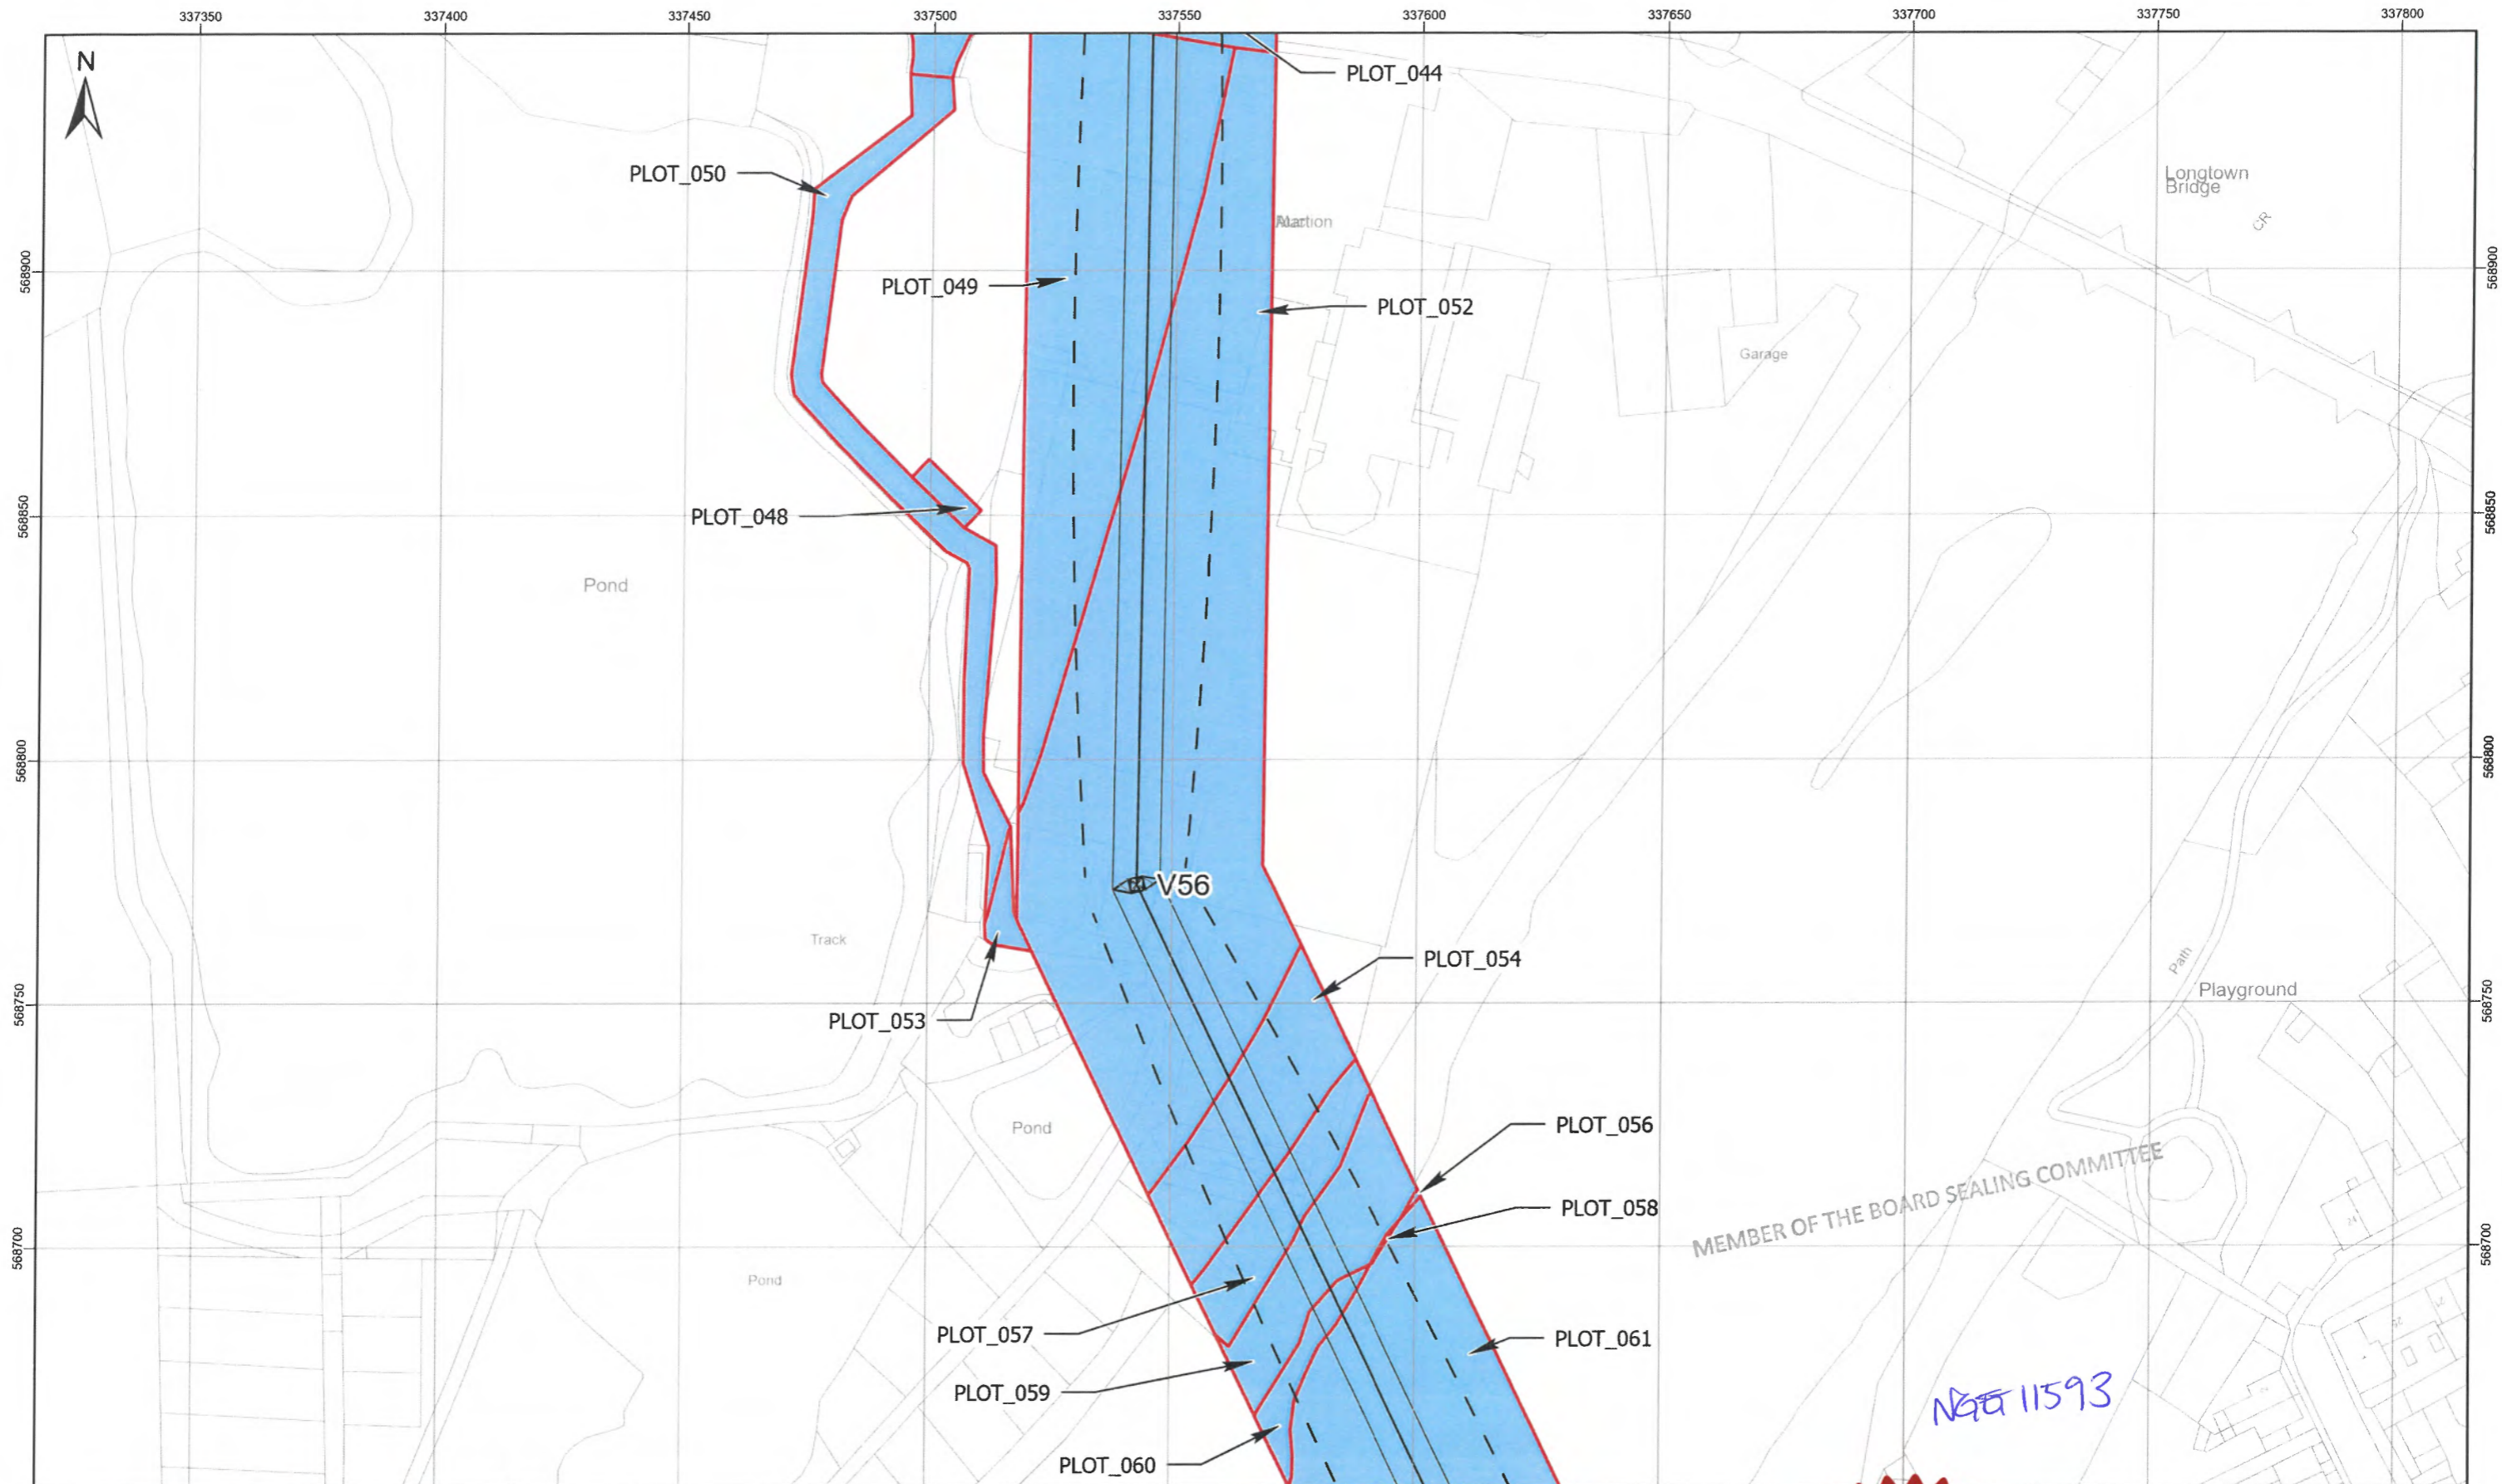 337350 337400 337450 337500 337550 337600 337650 337700 337750 337800
N
PLOT_044
PLOT_050
Longtown
Bridge
CR
568900
568900
PLOT_049
PLOT_052
Garage
PLOT_048
568850
568850
Pond
568800
568800
V56
Track
PLOT_054
Path
Playground
568750
568750
PLOT_053
Pond
PLOT_056
MEMBER OF THE BOARD SEALING COMMITTEE
PLOT_058
568700
568700
Pond
PLOT_057
PLOT_061
PLOT_059
11593
PLOT_060